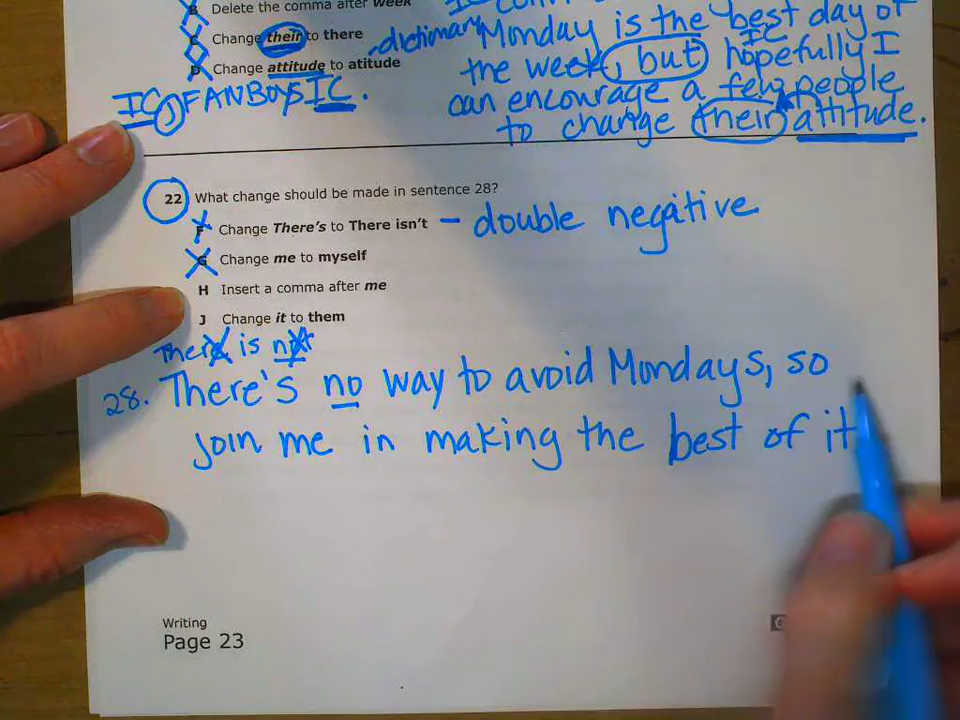 B Delete the comma after week
C Change their to there
D Change attitude to atitude
dictionary
IC, FANBOYS IC.
Monday is the best day of
IC
the week, but hopefully I
can encourage a few people
to change their attitude.
22 What change should be made in sentence 28?
F Change There's to There isn't - double negative
G Change me to myself
H Insert a comma after me
J Change it to them
There is not
28. There's no way to avoid Mondays, so
join me in making the best of it
Writing
Page 23